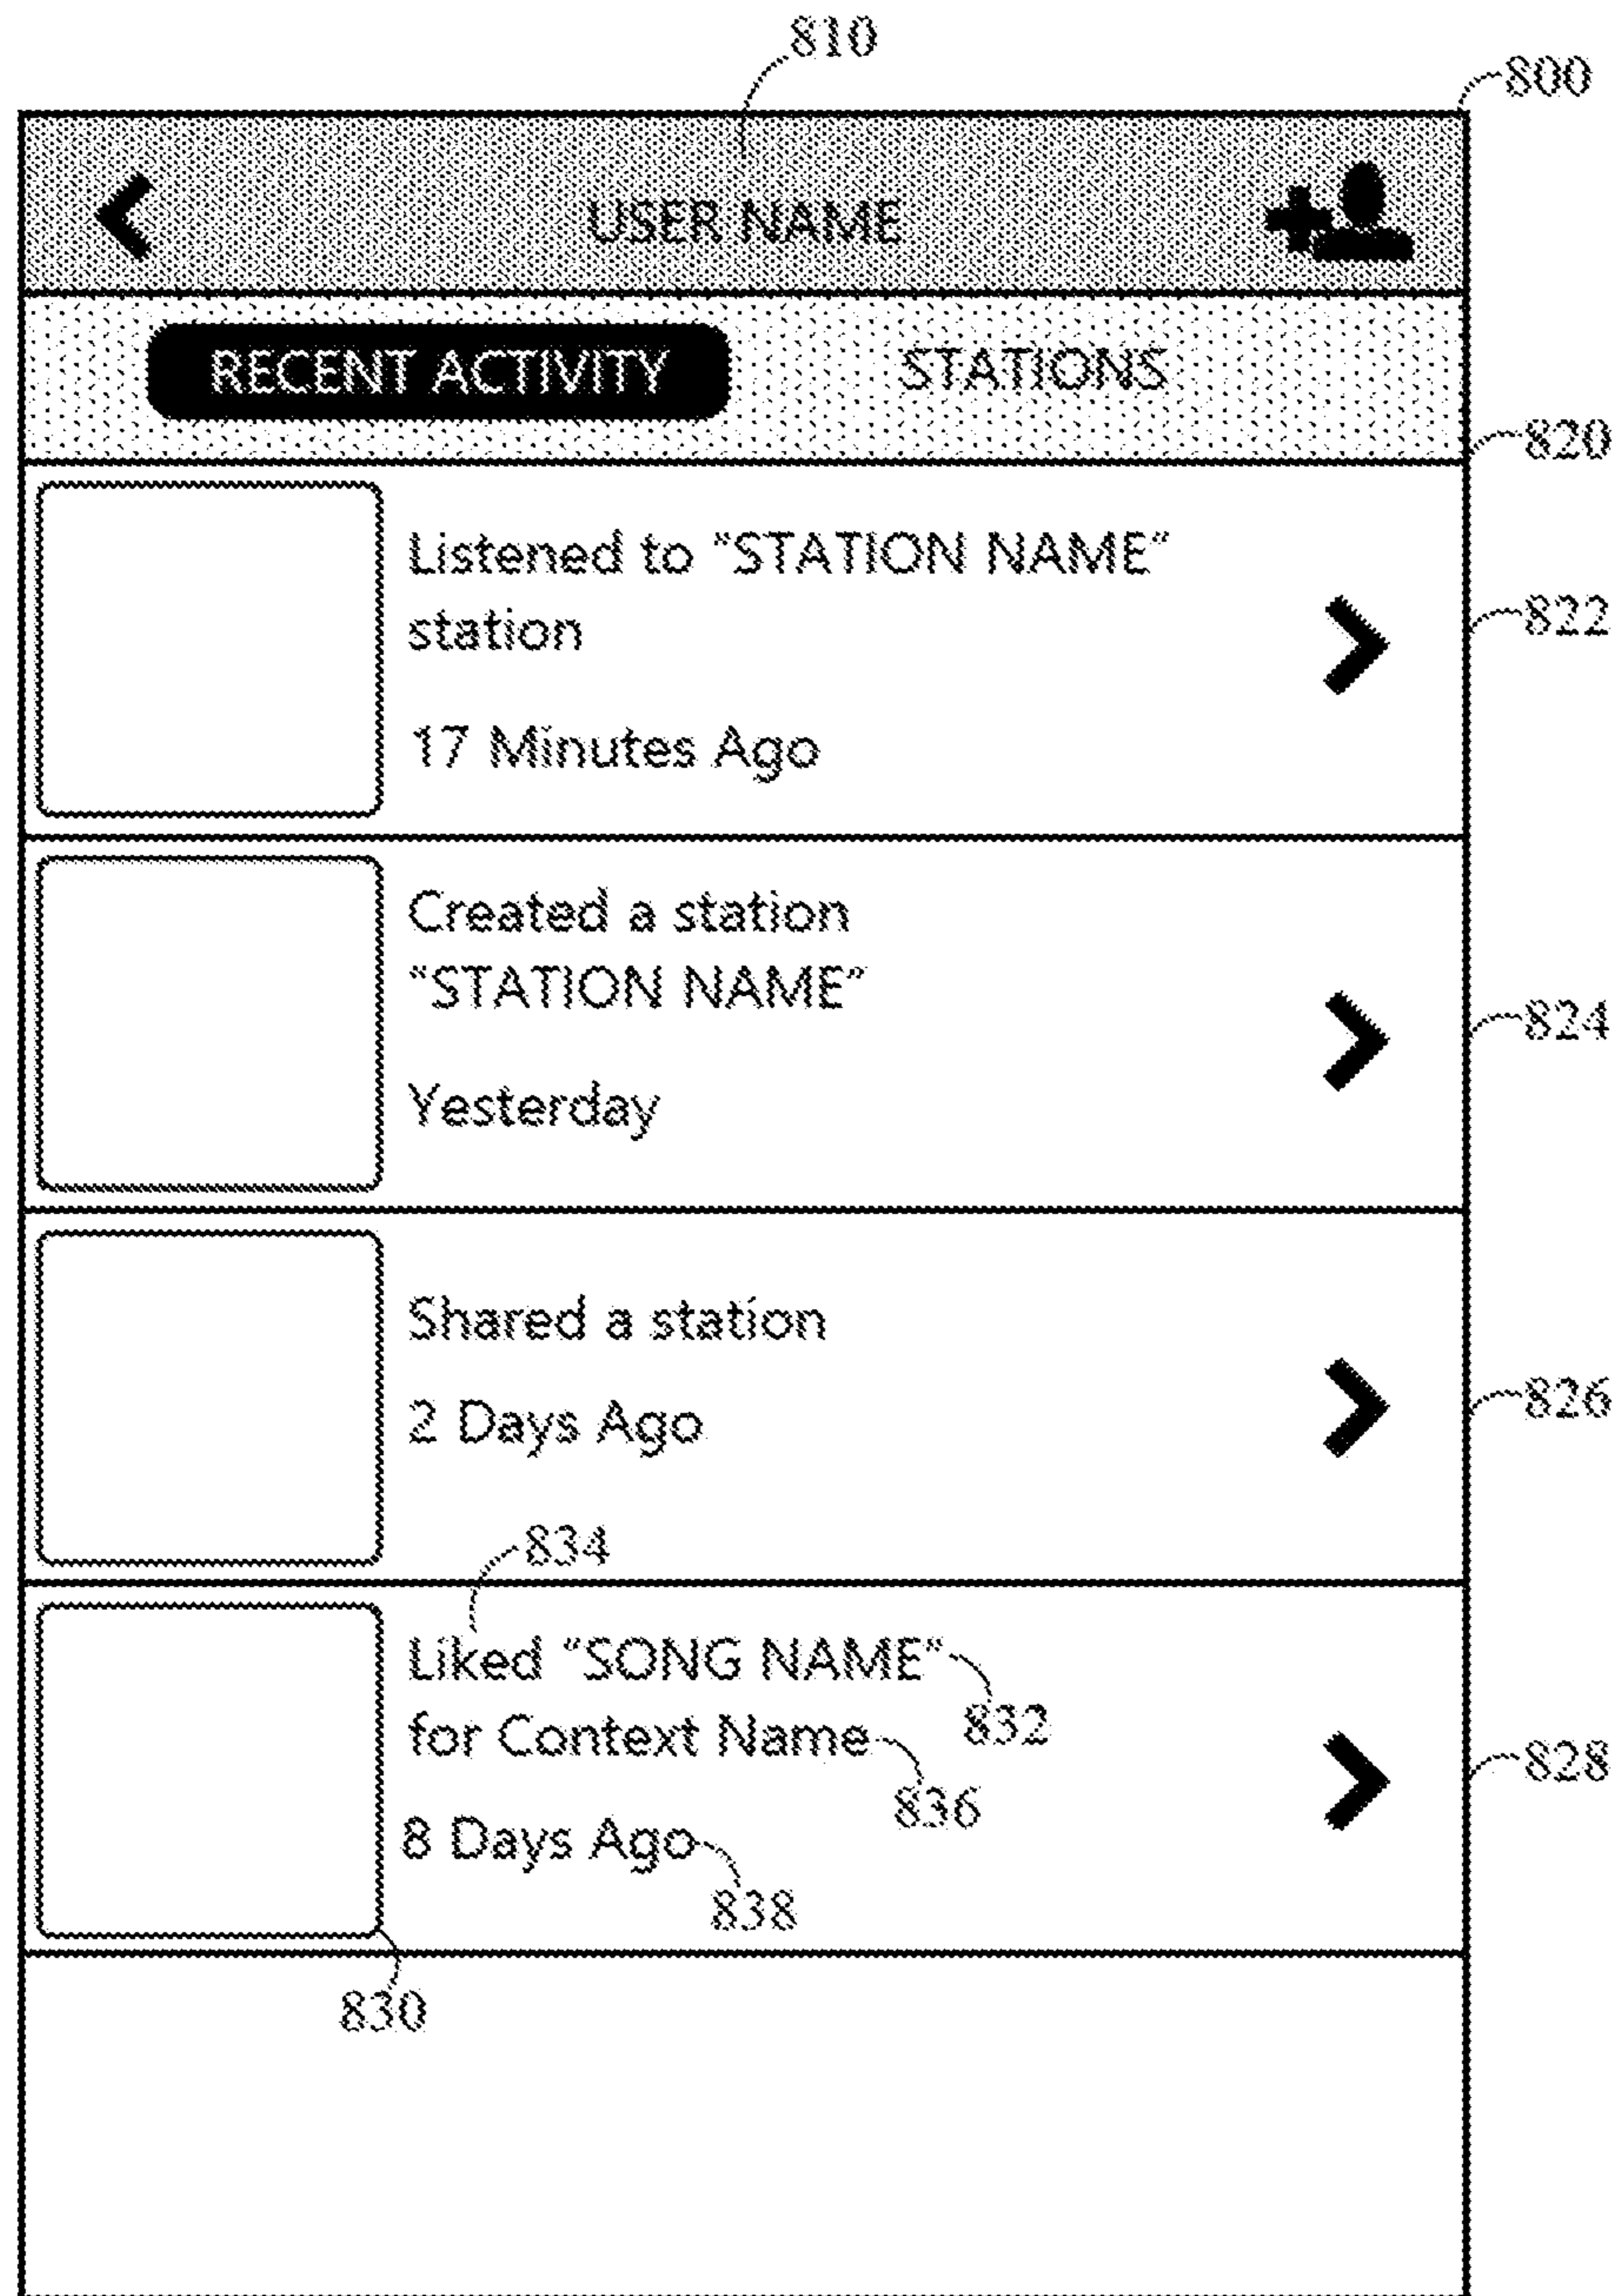 810
800
USER NAME
RECENT ACTIVITY
STATIONS
820
Listened to “STATION NAME”
station
822
17 Minutes Ago
Created a station
“STATION NAME”
824
Yesterday
Shared a station
826
2 Days Ago
834
Liked “SONG NAME”
832
for Context Name
828
836
8 Days Ago
838
830